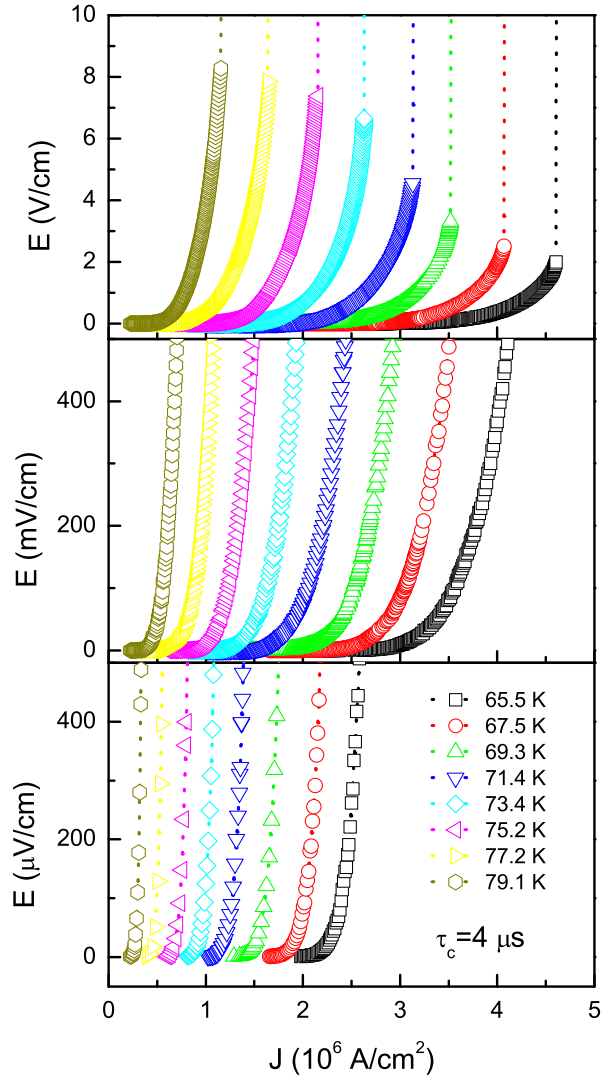 10
8
6
4
2
0
E (V/cm)
400
200
0
E (mV/cm)
400
200
0
E (μV/cm)
65.5 K
67.5 K
69.3 K
71.4 K
73.4 K
75.2 K
77.2 K
79.1 K
τc=4 μs
0 1 2 3 4 5
J (10⁶ A/cm²)